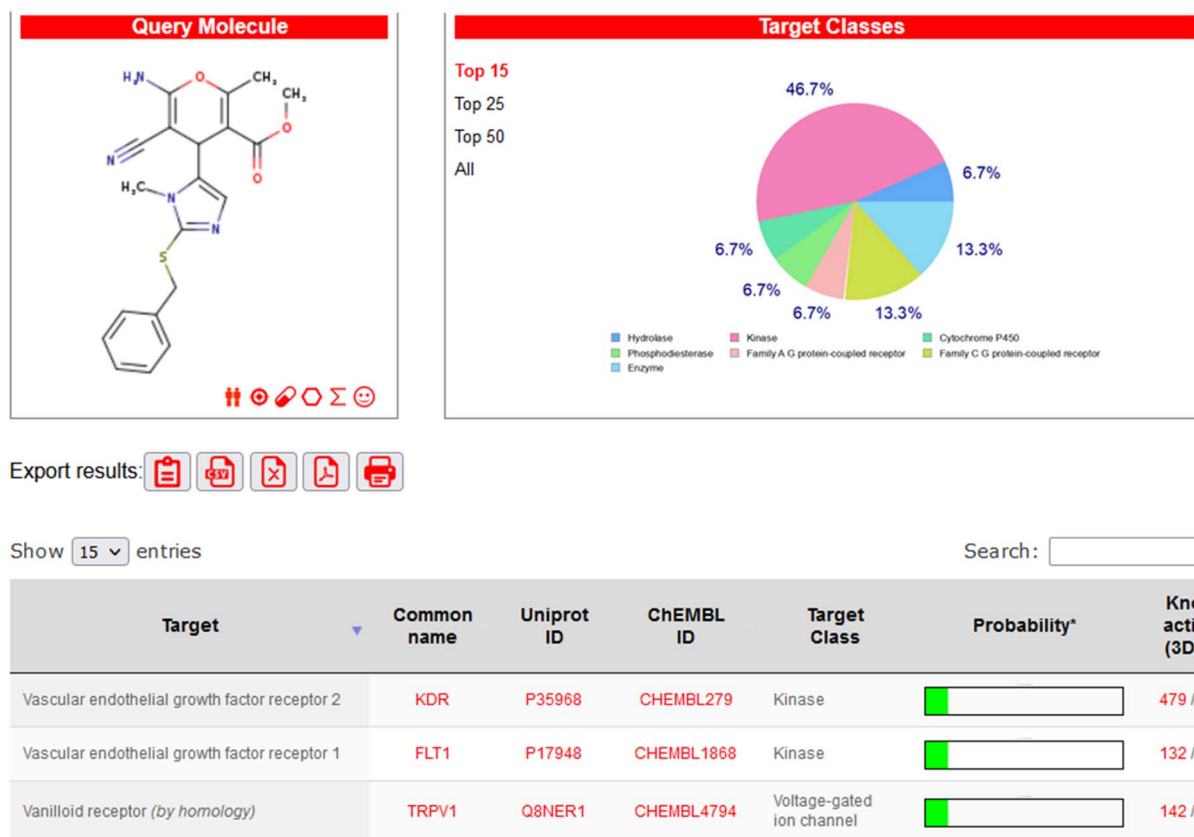 Query Molecule
H₂N
O
CH₃
CH₃
O
O
N
H₃C
N
N
S
Target Classes
Top 15
Top 25
Top 50
All
46.7%
6.7%
13.3%
13.3%
6.7%
6.7%
6.7%
Hydrolase
Kinase
Cytochrome P450
Phosphodiesterase
Family A G protein-coupled receptor
Family C G protein-coupled receptor
Enzyme
Export results:
CSV
Show 15 entries
Search:
Target
Common name
Uniprot ID
ChEMBL ID
Target Class
Probability*
Kno
acti
(3D
Vascular endothelial growth factor receptor 2 KDR P35968 CHEMBL279 Kinase 479 /
Vascular endothelial growth factor receptor 1 FLT1 P17948 CHEMBL1868 Kinase 132 /
Vanilloid receptor (by homology) TRPV1 Q8NER1 CHEMBL4794 Voltage-gated ion channel 142 /